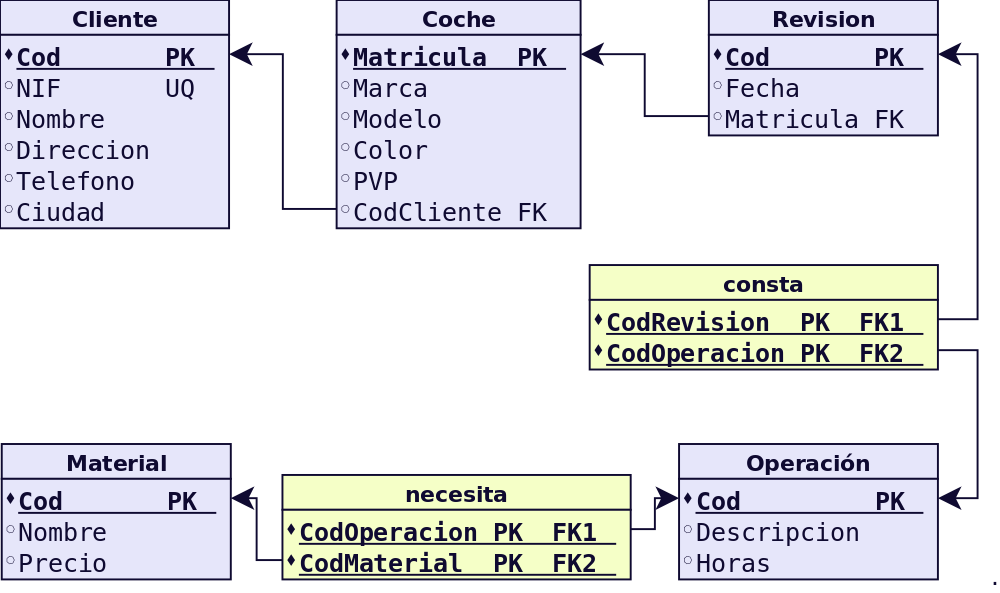 Cliente
Cod PK
NIF UQ
Nombre
Direccion
Telefono
Ciudad
Coche
Matricula PK
Marca
Modelo
Color
PVP
CodCliente FK
Revision
Cod PK
Fecha
Matricula FK
consta
CodRevision PK FK1
CodOperacion PK FK2
Material
Cod PK
Nombre
Precio
necesita
CodOperacion PK FK1
CodMaterial PK FK2
Operación
Cod PK
Descripcion
Horas
.